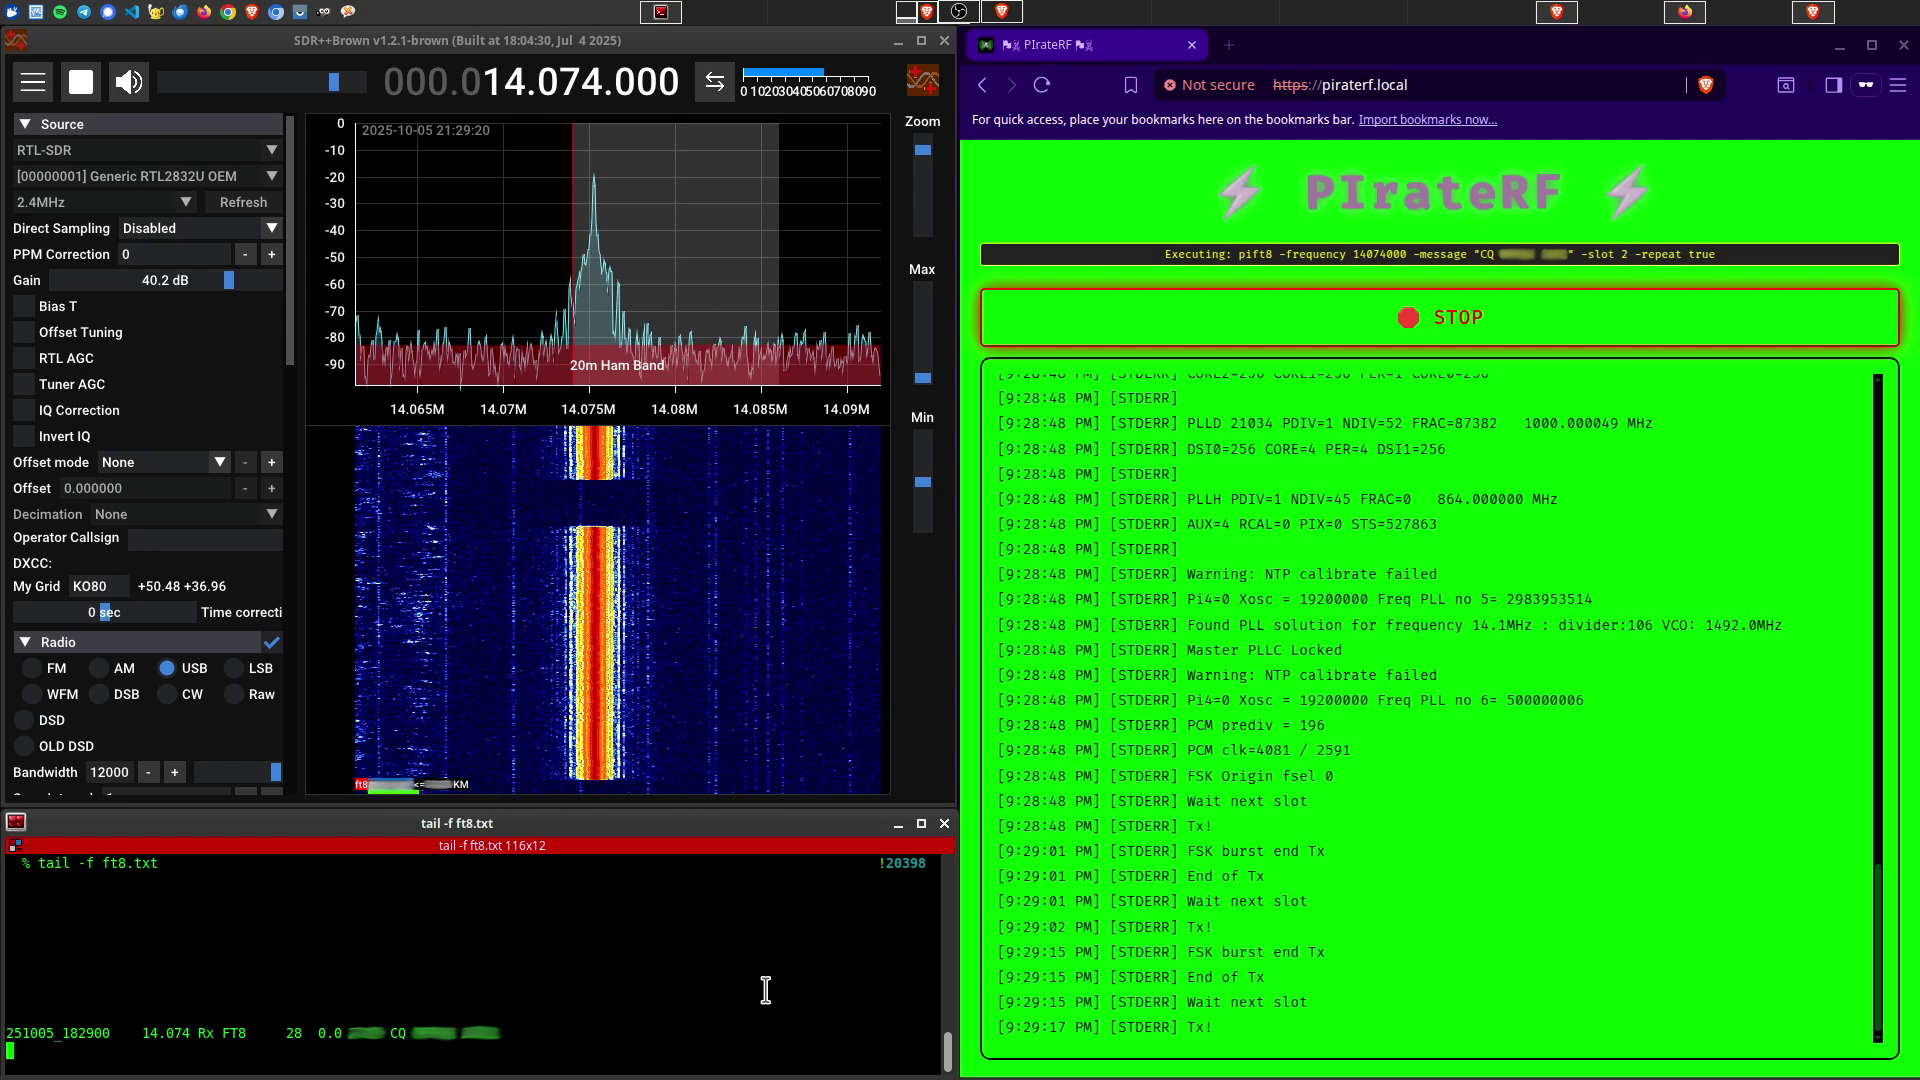 SDR++Brown v1.2.1-brown (Built at 18:04:30, Jul 4 2025)
000.014.074.000
0 102030405060708090
Source
RTL-SDR
[00000001] Generic RTL2832U OEM
2.4MHz Refresh
Direct Sampling Disabled
PPM Correction 0 - +
Gain 40.2 dB
Bias T
Offset Tuning
RTL AGC
Tuner AGC
IQ Correction
Invert IQ
Offset mode None - +
Offset 0.000000 - +
Decimation None
Operator Callsign
DXCC:
My Grid KO80 +50.48 +36.96
0 sec Time correcti
Radio
FM AM USB LSB
WFM DSB CW Raw
DSD
OLD DSD
Bandwidth 12000 - +
2025-10-05 21:29:20
0
-10
-20
-30
-40
-50
-60
-70
-80
-90
20m Ham Band
14.065M 14.07M 14.075M 14.08M 14.085M 14.09M
ft8 <= KM
Zoom
Max
Min
tail -f ft8.txt
tail -f ft8.txt 116x12
% tail -f ft8.txt !20398
251005_182900 14.074 Rx FT8 28 0.0 CQ
PIrateRF
Not secure https://piraterf.local
For quick access, place your bookmarks here on the bookmarks bar. Import bookmarks now...
⚡ PIrateRF ⚡
Executing: pift8 -frequency 14074000 -message "CQ " -slot 2 -repeat true
🛑 STOP
[9:28:48 PM] [STDERR] CORE2=256 CORE1=256 PER=1 CORE0=256
[9:28:48 PM] [STDERR]
[9:28:48 PM] [STDERR] PLLD 21034 PDIV=1 NDIV=52 FRAC=87382 1000.000049 MHz
[9:28:48 PM] [STDERR] DSI0=256 CORE=4 PER=4 DSI1=256
[9:28:48 PM] [STDERR]
[9:28:48 PM] [STDERR] PLLH PDIV=1 NDIV=45 FRAC=0 864.000000 MHz
[9:28:48 PM] [STDERR] AUX=4 RCAL=0 PIX=0 STS=527863
[9:28:48 PM] [STDERR]
[9:28:48 PM] [STDERR] Warning: NTP calibrate failed
[9:28:48 PM] [STDERR] Pi4=0 Xosc = 19200000 Freq PLL no 5= 2983953514
[9:28:48 PM] [STDERR] Found PLL solution for frequency 14.1MHz : divider:106 VCO: 1492.0MHz
[9:28:48 PM] [STDERR] Master PLLC Locked
[9:28:48 PM] [STDERR] Warning: NTP calibrate failed
[9:28:48 PM] [STDERR] Pi4=0 Xosc = 19200000 Freq PLL no 6= 500000006
[9:28:48 PM] [STDERR] PCM prediv = 196
[9:28:48 PM] [STDERR] PCM clk=4081 / 2591
[9:28:48 PM] [STDERR] FSK Origin fsel 0
[9:28:48 PM] [STDERR] Wait next slot
[9:28:48 PM] [STDERR] Tx!
[9:29:01 PM] [STDERR] FSK burst end Tx
[9:29:01 PM] [STDERR] End of Tx
[9:29:01 PM] [STDERR] Wait next slot
[9:29:02 PM] [STDERR] Tx!
[9:29:15 PM] [STDERR] FSK burst end Tx
[9:29:15 PM] [STDERR] End of Tx
[9:29:15 PM] [STDERR] Wait next slot
[9:29:17 PM] [STDERR] Tx!